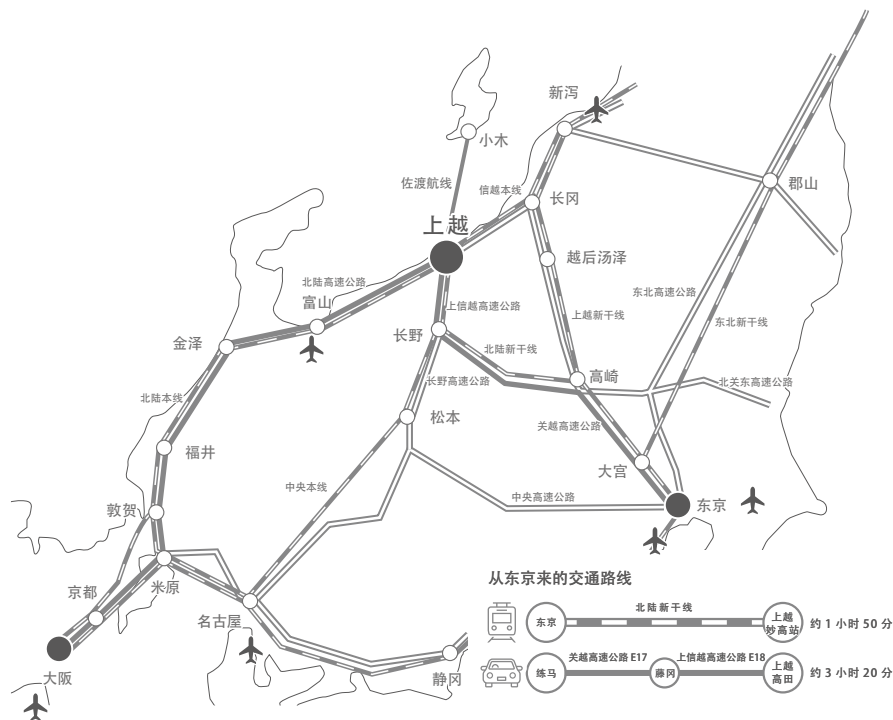 新泻
小木
佐渡航线
信越本线
长冈
郡山
上越
越后汤泽
北陆高速公路
富山
上信越高速公路
上越新干线
东北高速公路
东北新干线
金泽
长野
北陆新干线
高崎
长野高速公路
北关东高速公路
北陆本线
松本
关越高速公路
福井
大宫
中央本线
中央高速公路
东京
敦贺
米原
京都
名古屋
大阪
静冈
从东京来的交通路线
北陆新干线
东京
上越
妙高站
约 1 小时 50 分
关越高速公路 E17
上信越高速公路 E18
练马
藤冈
上越
高田
约 3 小时 20 分